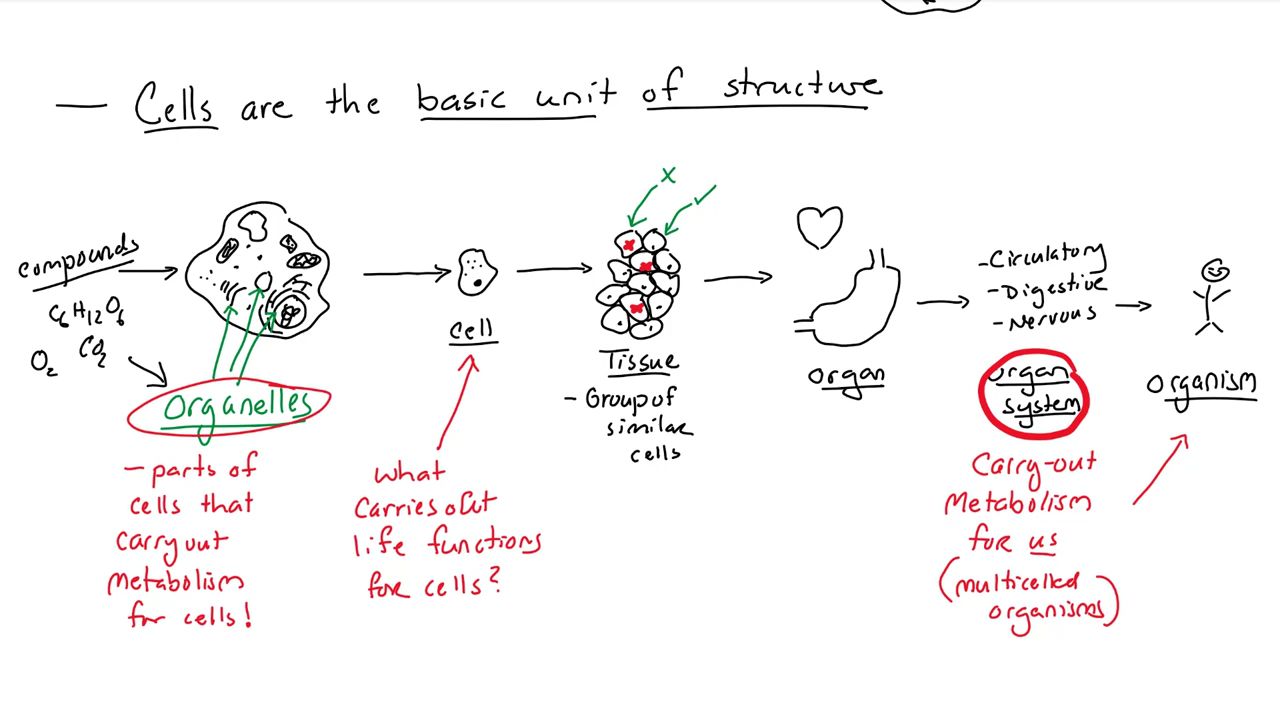 — Cells are the basic unit of structure
compounds
C6H12O6
O2 CO2
Organelles
- parts of
cells that
carry out
metabolism
for cells!
cell
what
carries out
life functions
for cells?
x ✓
Tissue
- Group of
similar
cells
organ
- Circulatory
- Digestive
- Nervous
organ
system
Carry-out
Metabolism
for us
(multicelled
organisms)
organism